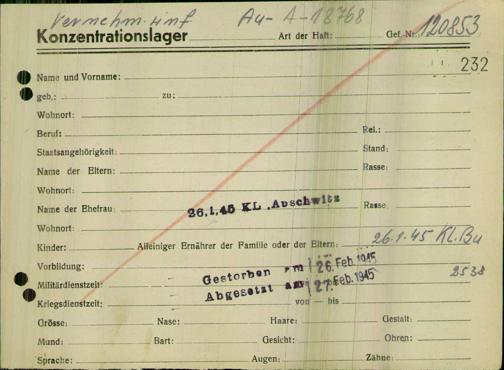 Vernehm. unf Au-A-18768
Konzentrationslager Art der Haft: Gef.-Nr. 120853
232
Name und Vorname:
geb.: zu:
Wohnort:
Beruf: Rel.:
Staatsangehörigkeit: Stand:
Name der Eltern: Rasse:
Wohnort:
Name der Ehefrau: 26.1.45 KL. Auschwitz Rasse:
Wohnort:
Kinder: Alleiniger Ernährer der Familie oder der Eltern: 26.1.45 KL.Bu
Vorbildung: Gestorben am 26. Feb. 1945
Militärdienstzeit: Abgesetzt am 27. Feb. 1945 2538
Kriegsdienstzeit: von – bis
Grösse: Nase: Haare: Gestalt:
Mund: Bart: Gesicht: Ohren:
Sprache: Augen: Zähne: